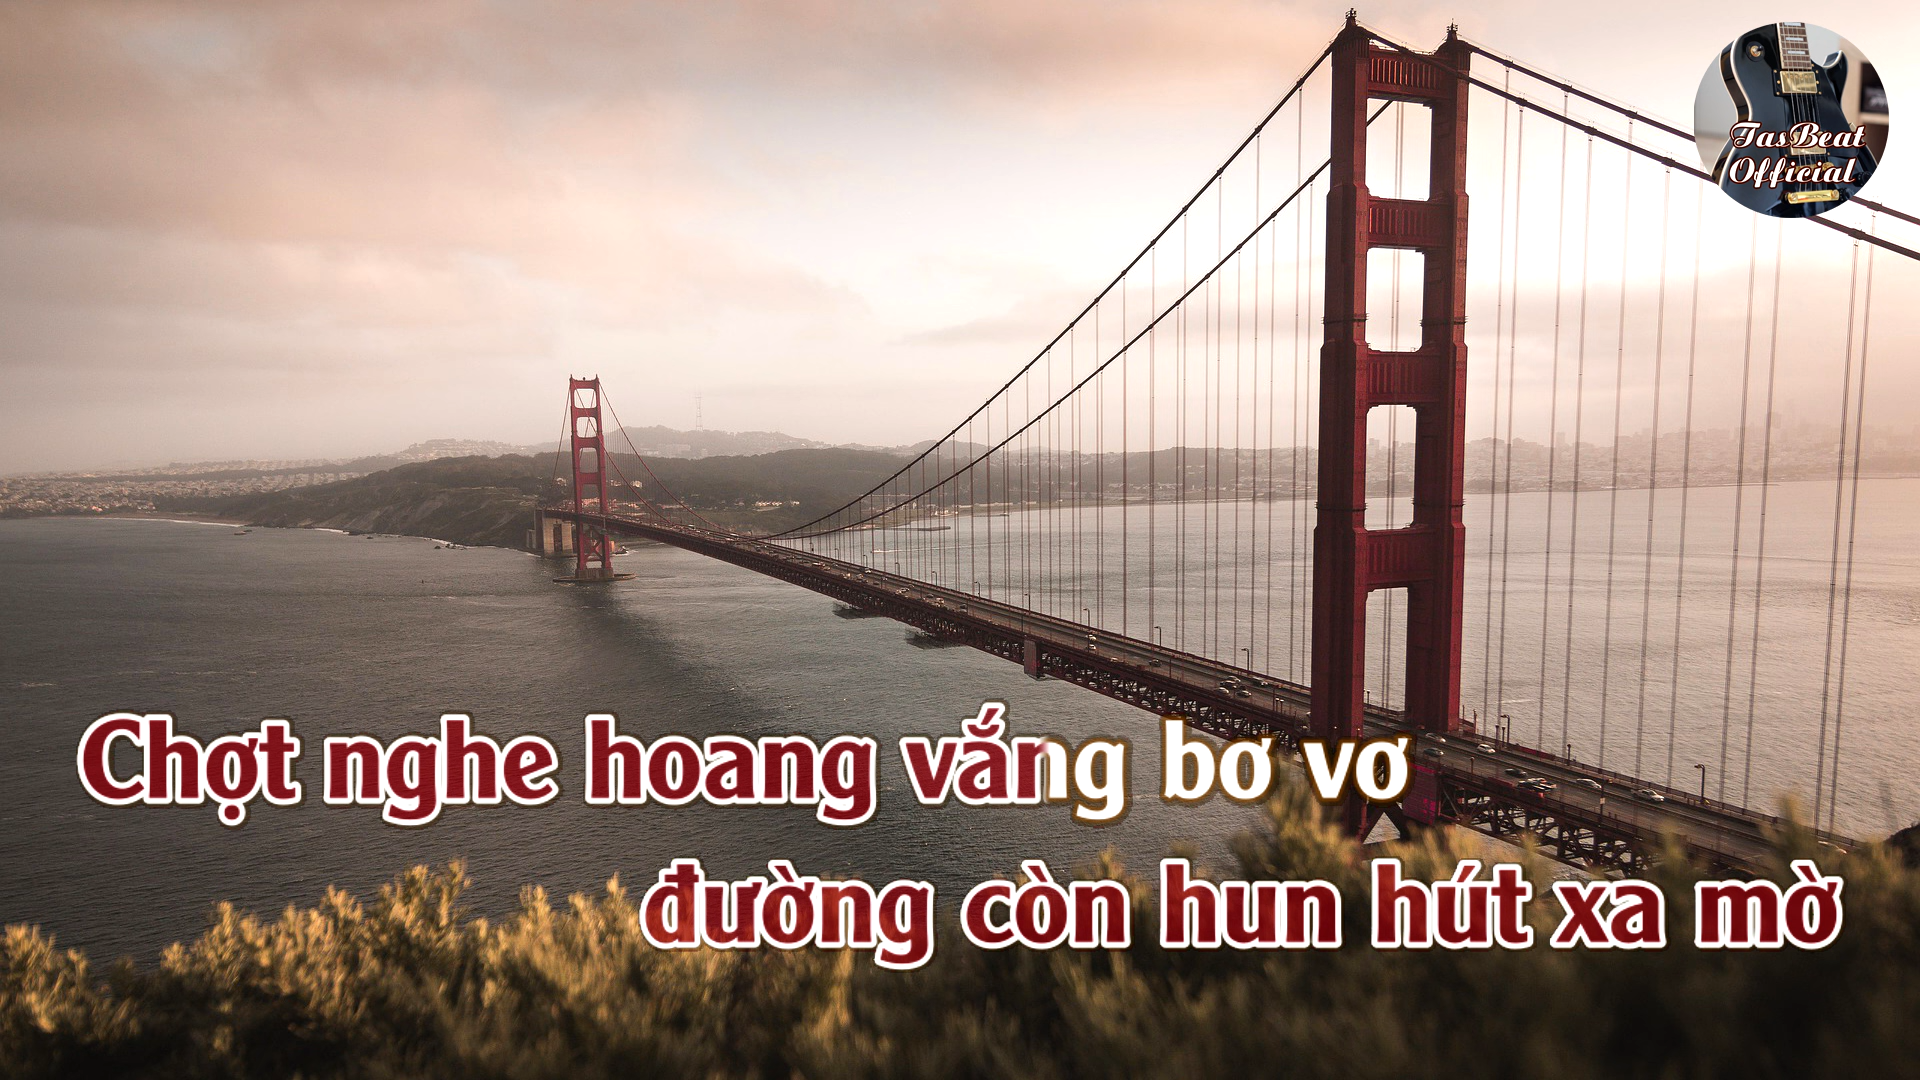 TasBeat
Official
Chợt nghe hoang vắng bơ vơ
đường còn hun hút xa mờ